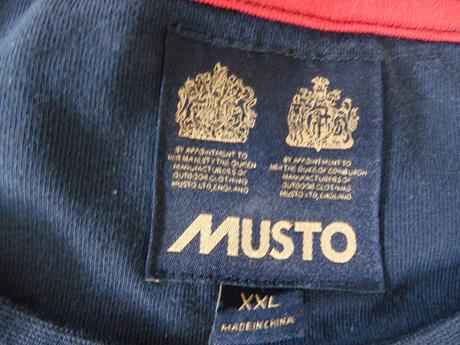 BY APPOINTMENT TO
HER MAJESTY THE QUEEN
MANUFACTURERS OF
OUTDOOR CLOTHING
MUSTO LTD, ENGLAND
BY APPOINTMENT TO
HRH THE DUKE OF EDINBURGH
MANUFACTURERS OF
OUTDOOR CLOTHING
MUSTO LTD., ENGLAND
MUSTO
XXL
MADE IN CHINA